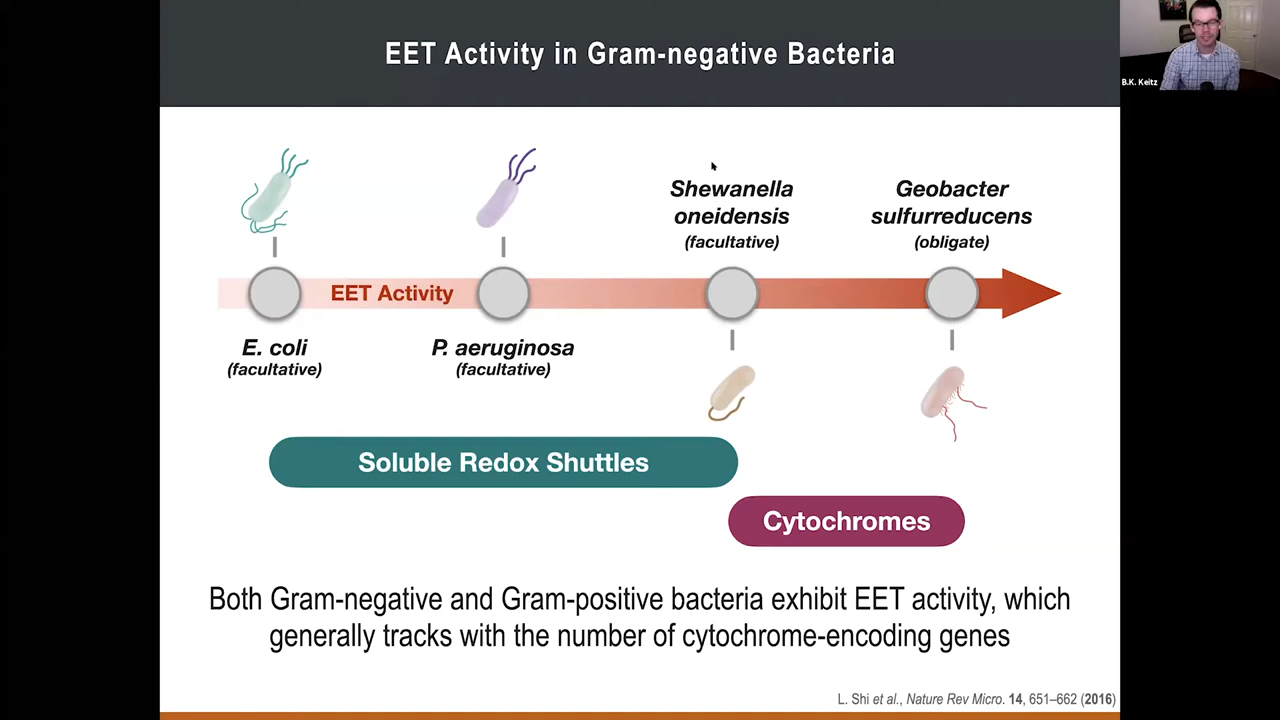 EET Activity in Gram-negative Bacteria
B.K. Keitz
Shewanella
oneidensis
(facultative)
Geobacter
sulfurreducens
(obligate)
EET Activity
E. coli
(facultative)
P. aeruginosa
(facultative)
Soluble Redox Shuttles
Cytochromes
Both Gram-negative and Gram-positive bacteria exhibit EET activity, which
generally tracks with the number of cytochrome-encoding genes
L. Shi et al., Nature Rev Micro. 14, 651–662 (2016)